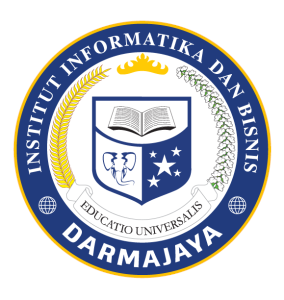 INSTITUT INFORMATIKA DAN BISNIS
EDUCATIO UNIVERSALIS
DARMAJAYA